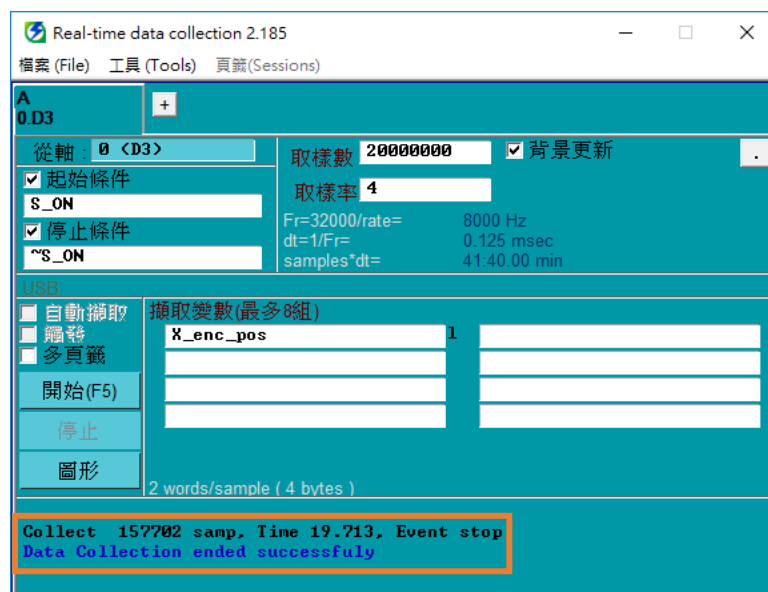 Real-time data collection 2.185
檔案 (File) 工具 (Tools) 頁籤(Sessions)
A
0.D3
+
從軸 : 0 (D3)
取樣數 20000000
背景更新
.
起始條件
取樣率 4
S_ON
Fr=32000/rate= 8000 Hz
停止條件
dt=1/Fr= 0.125 msec
~S_ON
samples*dt= 41:40.00 min
USB
自動擷取
擷取變數(最多8組)
觸發
X_enc_pos
1
多頁籤
開始(F5)
停止
圖形
2 words/sample ( 4 bytes )
Collect 157702 samp, Time 19.713, Event stop
Data Collection ended successfuly